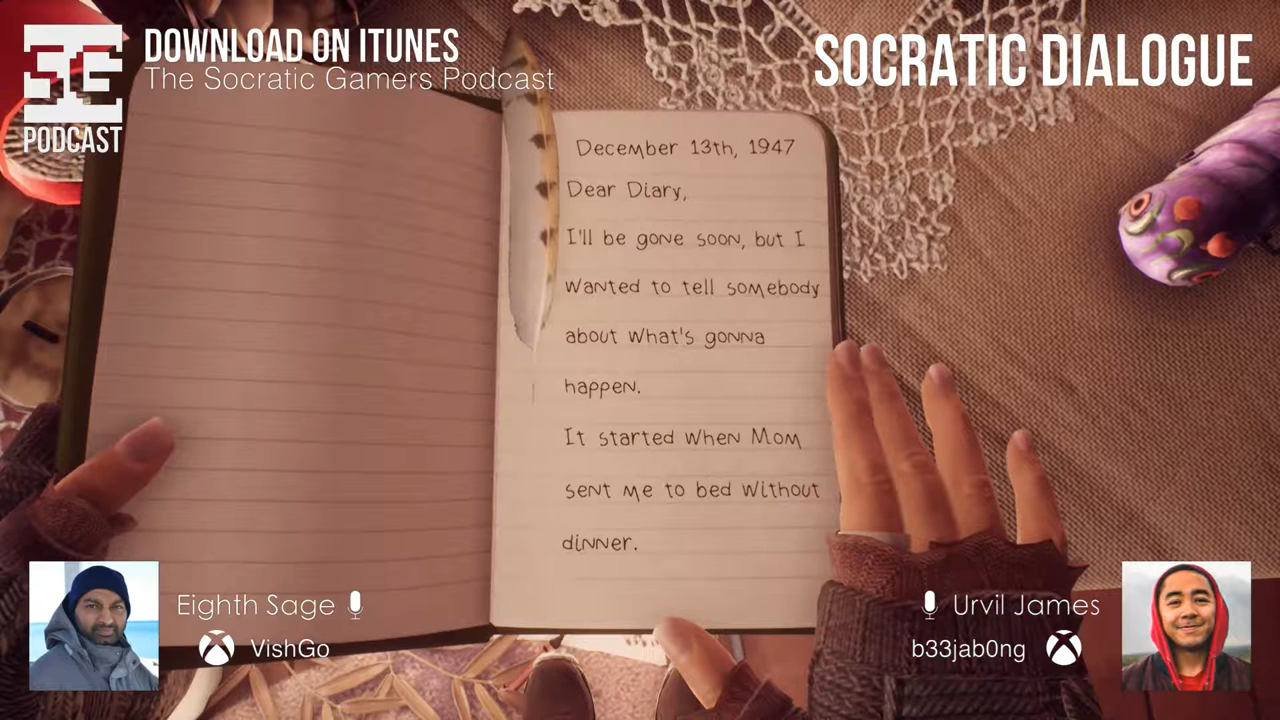 DOWNLOAD ON ITUNES
The Socratic Gamers Podcast
PODCAST
SOCRATIC DIALOGUE
December 13th, 1947
Dear Diary,
I'll be gone soon, but I
wanted to tell somebody
about what's gonna
happen.
It started when Mom
sent me to bed without
dinner.
Eighth Sage
VishGo
Urvil James
b33jab0ng